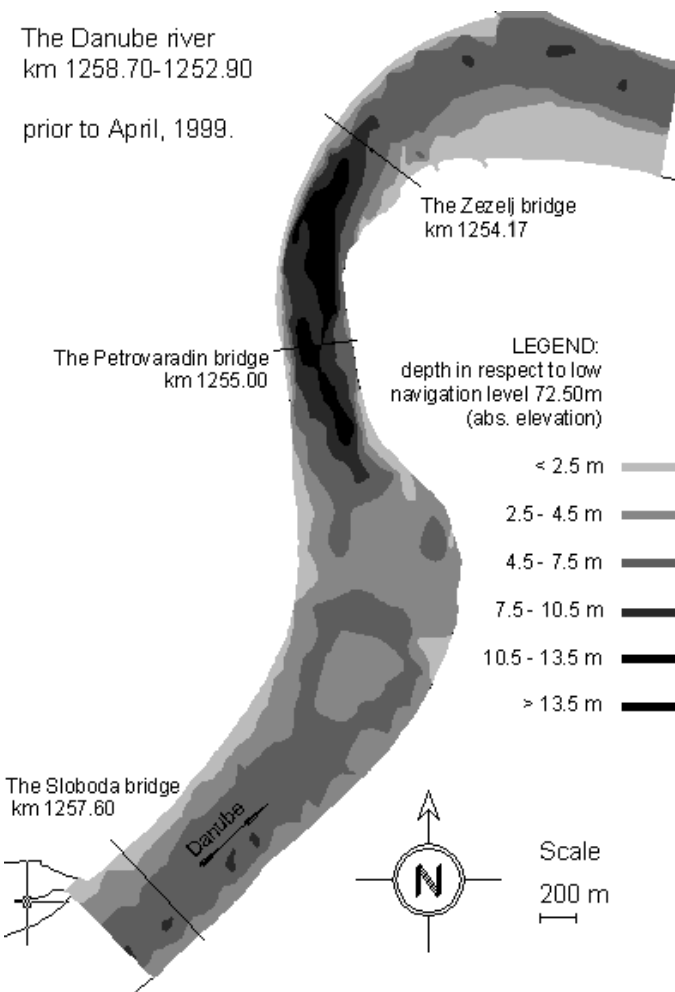 The Danube river
km 1258.70-1252.90
prior to April, 1999.
The Zezelj bridge
km 1254.17
The Petrovaradin bridge
km 1255.00
LEGEND:
depth in respect to low
navigation level 72.50m
(abs. elevation)
< 2.5 m
2.5- 4.5 m
4.5- 7.5 m
7.5 - 10.5 m
10.5 - 13.5 m
> 13.5 m
The Sloboda bridge
km 1257.60
Danube
N
Scale
200 m